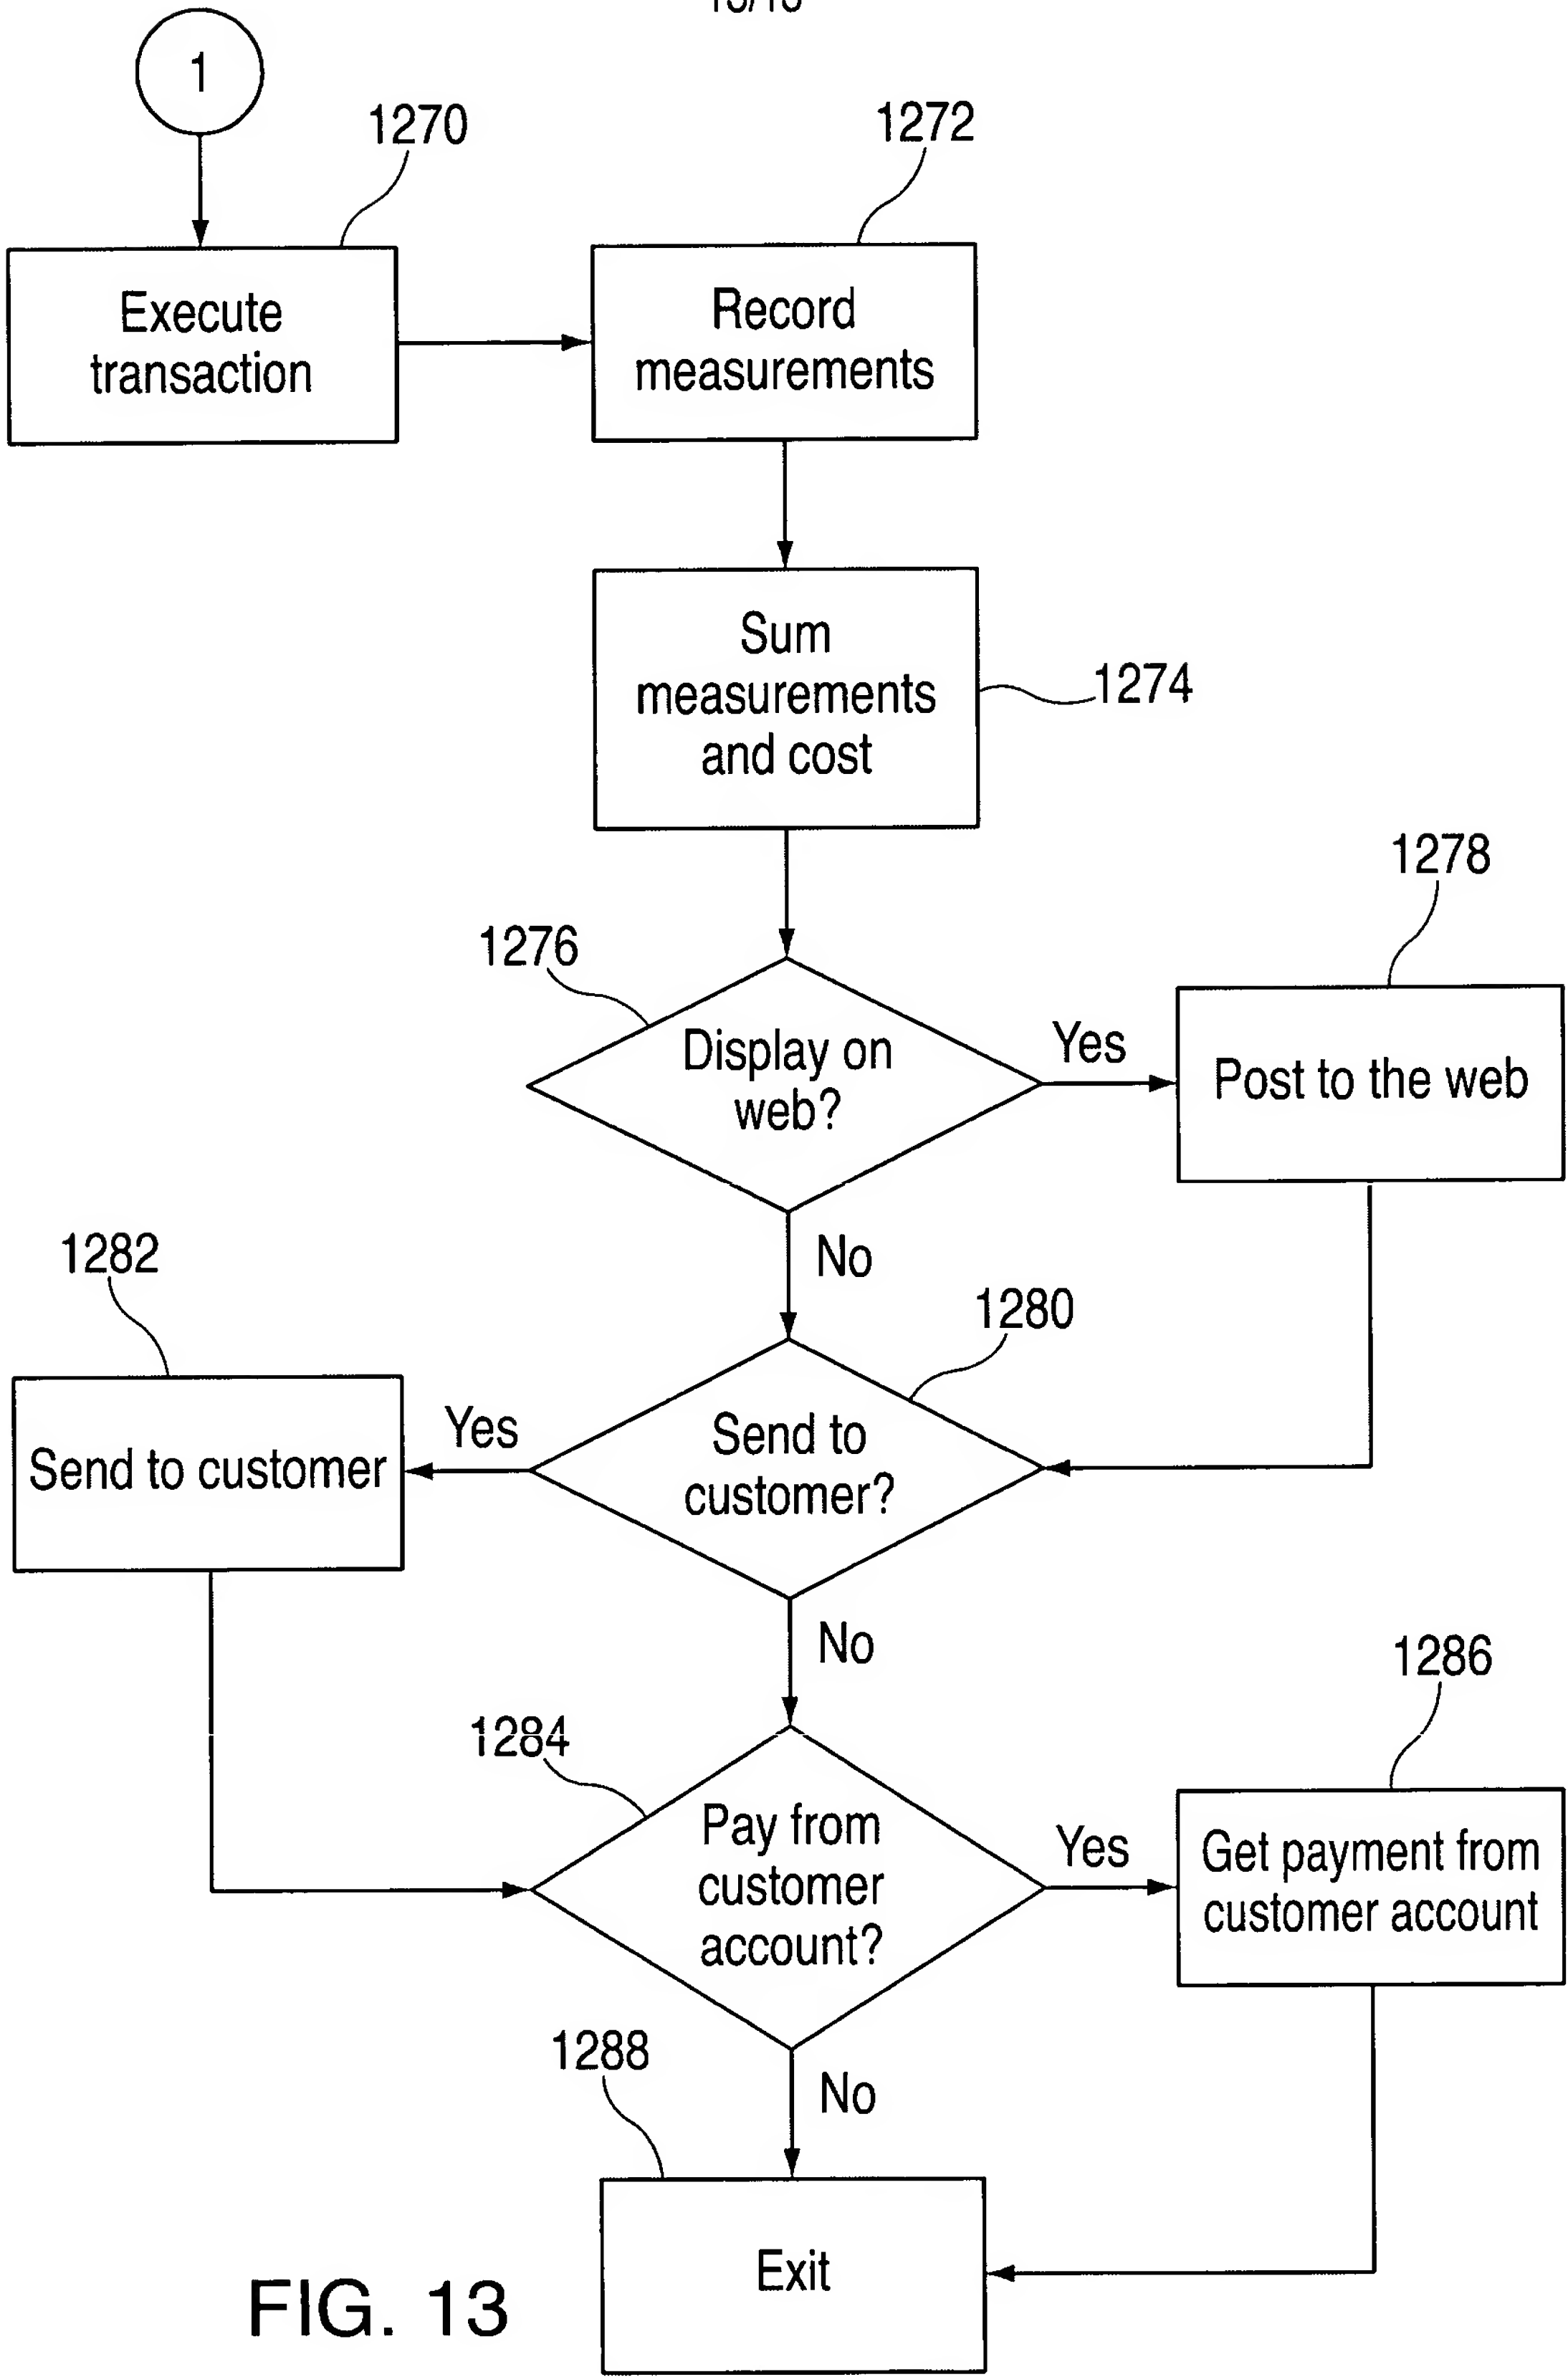 1
1270
1272
Execute
transaction
Record
measurements
Sum
measurements
and cost
1274
1278
1276
Display on
web?
Yes
Post to the web
No
1282
1280
Send to customer
Yes
Send to
customer?
No
1286
1284
Pay from
customer
account?
Yes
Get payment from
customer account
1288
No
Exit
FIG. 13